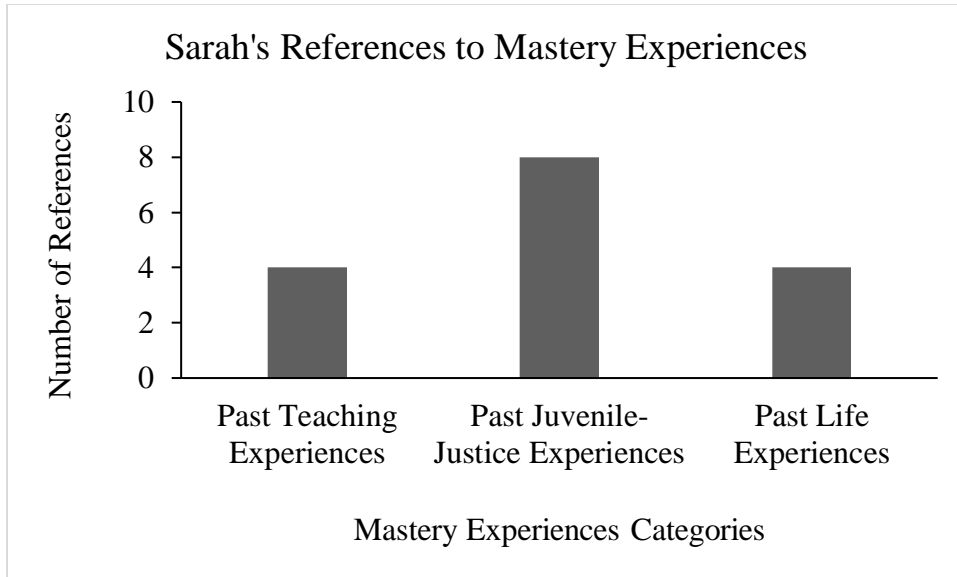 Sarah's References to Mastery Experiences
Number of References
10
8
6
4
2
0
Past Teaching
Experiences
Past Juvenile-
Justice Experiences
Past Life
Experiences
Mastery Experiences Categories